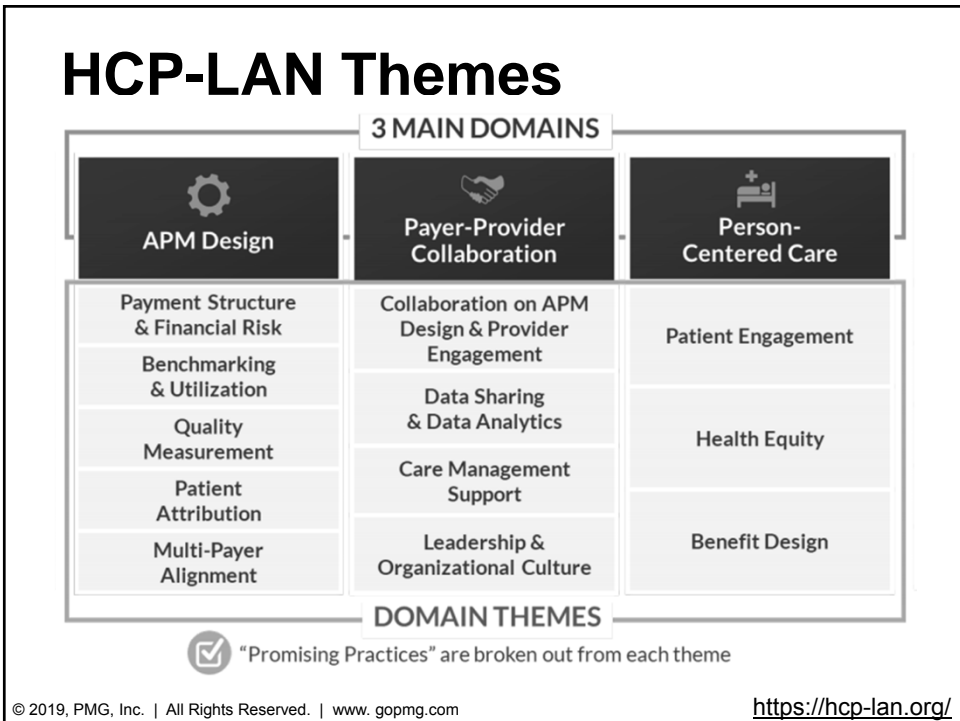 HCP-LAN Themes
3 MAIN DOMAINS
APM Design
Payer-Provider
Collaboration
Person-
Centered Care
Payment Structure
& Financial Risk
Benchmarking
& Utilization
Quality
Measurement
Patient
Attribution
Multi-Payer
Alignment
Collaboration on APM
Design & Provider
Engagement
Data Sharing
& Data Analytics
Care Management
Support
Leadership &
Organizational Culture
Patient Engagement
Health Equity
Benefit Design
DOMAIN THEMES
"Promising Practices" are broken out from each theme
© 2019, PMG, Inc. | All Rights Reserved. | www. gopmg.com
https://hcp-lan.org/